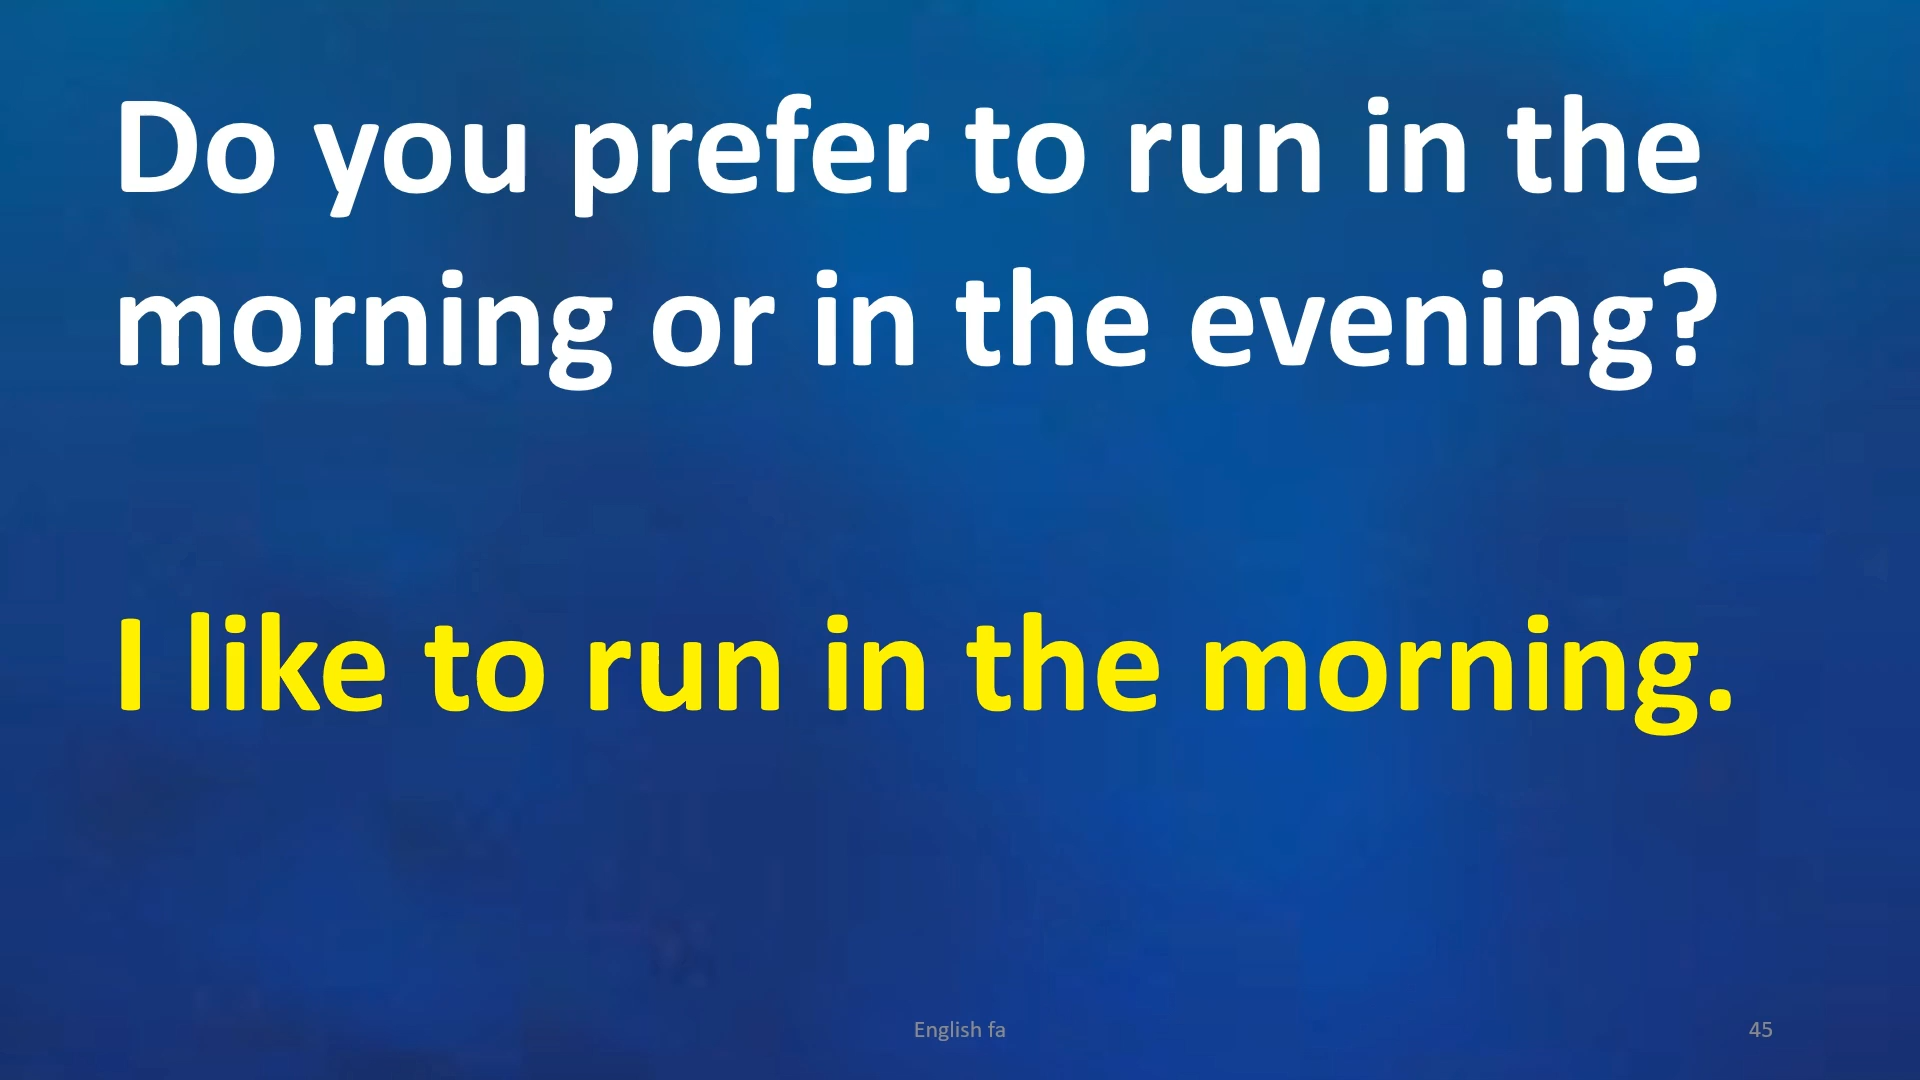 Do you prefer to run in the
morning or in the evening?
I like to run in the morning.
English fa
45